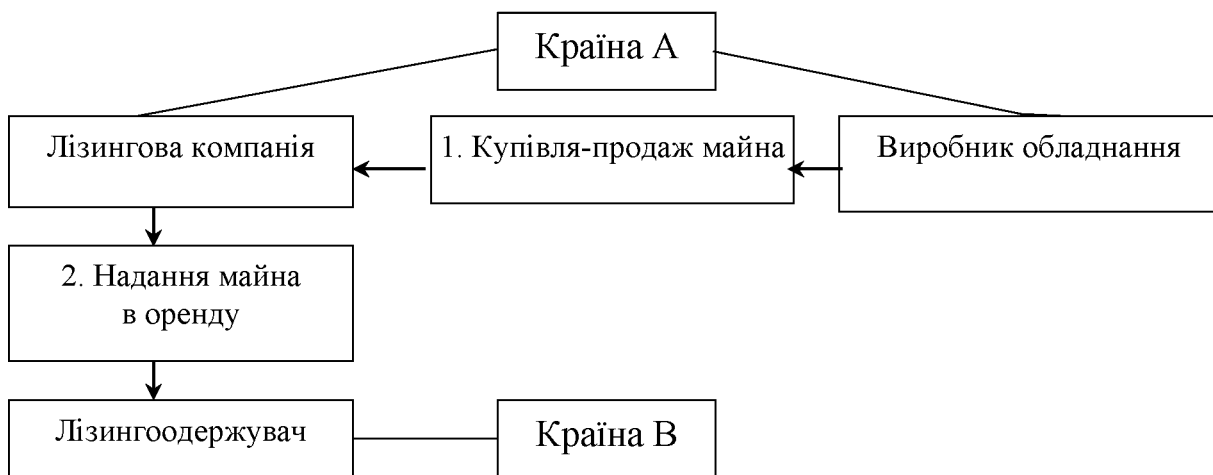 Країна А
Лізингова компанія
1. Купівля-продаж майна
Виробник обладнання
2. Надання майна
в оренду
Лізингоодержувач
Країна В